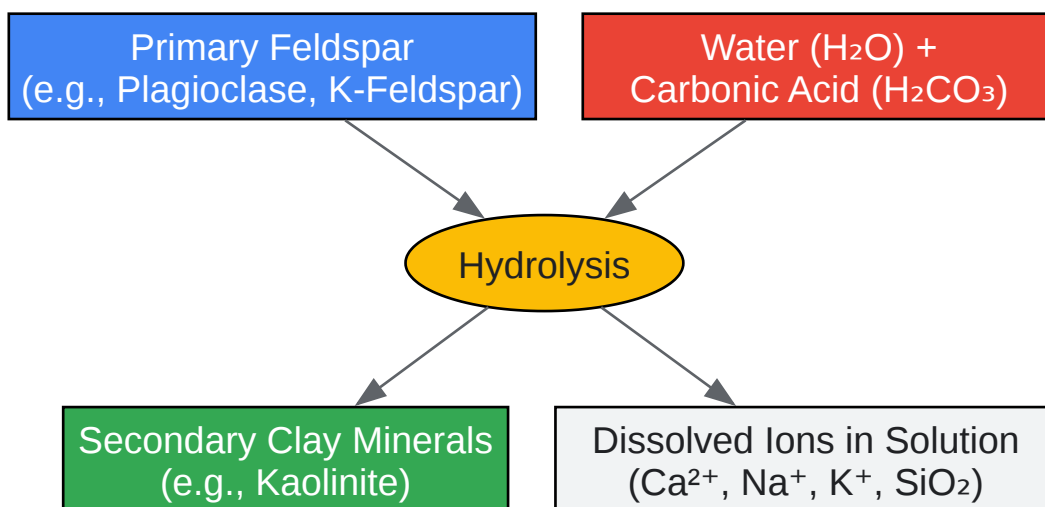 Primary Feldspar
(e.g., Plagioclase, K-Feldspar)
Water (H₂O) +
Carbonic Acid (H₂CO₃)
Hydrolysis
Secondary Clay Minerals
(e.g., Kaolinite)
Dissolved Ions in Solution
(Ca²⁺, Na⁺, K⁺, SiO₂)